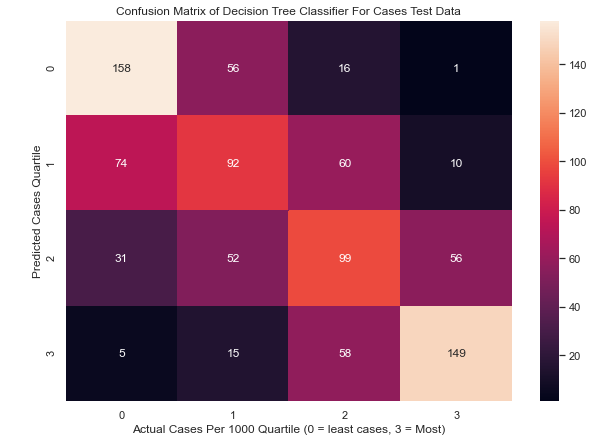 Confusion Matrix of Decision Tree Classifier For Cases Test Data
0 158 56 16 1
1 74 92 60 10
2 31 52 99 56
3 5 15 58 149
0 1 2 3
Actual Cases Per 1000 Quartile (0 = least cases, 3 = Most)
Predicted Cases Quartile
140
120
100
80
60
40
20